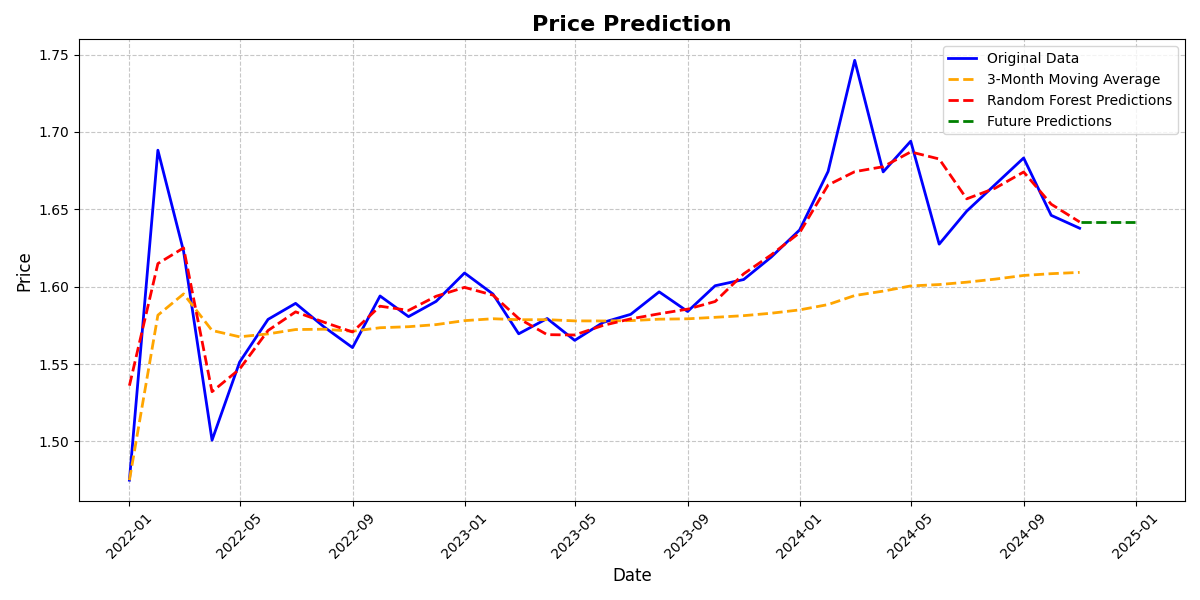 Price Prediction
Original Data
3-Month Moving Average
Random Forest Predictions
Future Predictions
Price
1.75
1.70
1.65
1.60
1.55
1.50
2022-01
2022-05
2022-09
2023-01
2023-05
2023-09
2024-01
2024-05
2024-09
2025-01
Date